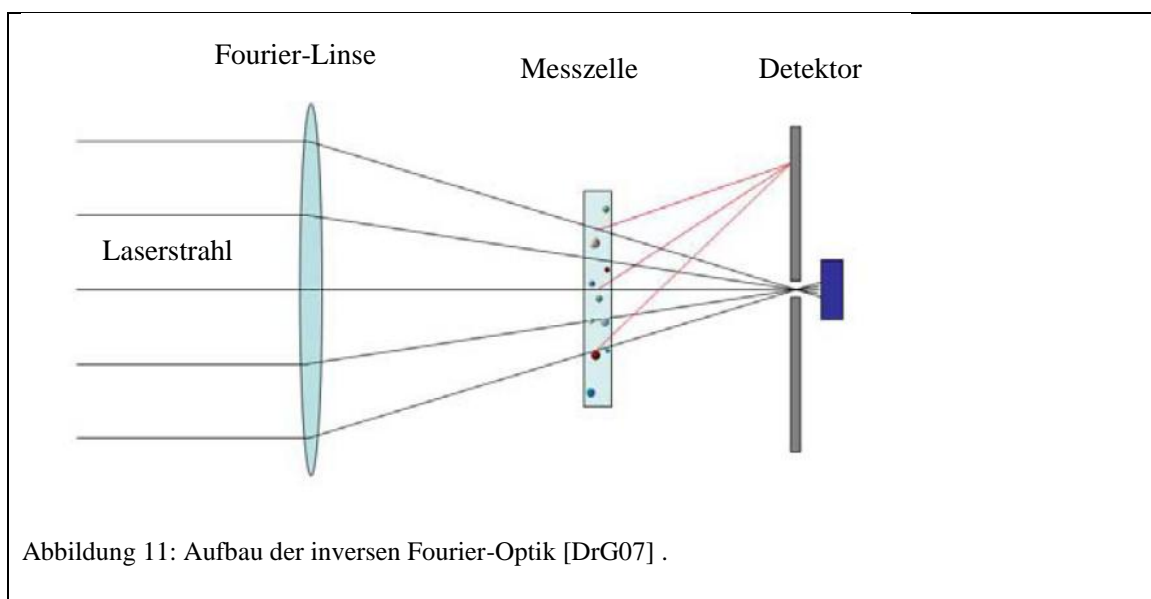 Fourier-Linse
Messzelle
Detektor
Laserstrahl
Abbildung 11: Aufbau der inversen Fourier-Optik [DrG07] .